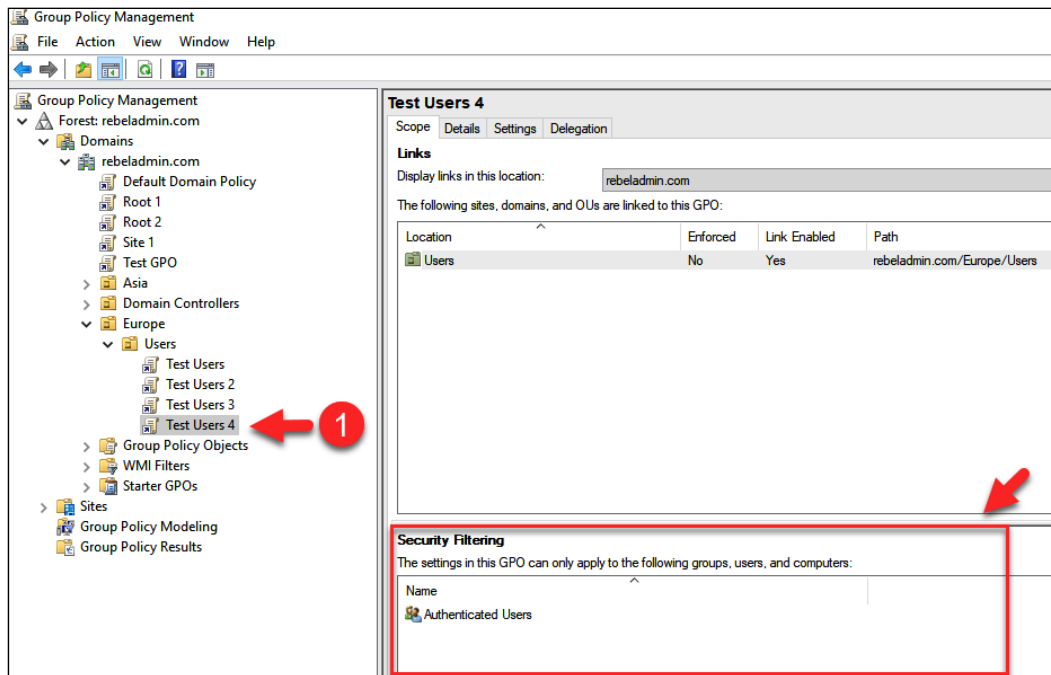 Group Policy Management
File Action View Window Help
Group Policy Management
Forest: rebeladmin.com
Domains
rebeladmin.com
Default Domain Policy
Root 1
Root 2
Site 1
Test GPO
Asia
Domain Controllers
Europe
Users
Test Users
Test Users 2
Test Users 3
Test Users 4
1
Group Policy Objects
WMI Filters
Starter GPOs
Sites
Group Policy Modeling
Group Policy Results
Test Users 4
Scope Details Settings Delegation
Links
Display links in this location: rebeladmin.com
The following sites, domains, and OUs are linked to this GPO:
Location Enforced Link Enabled Path
Users No Yes rebeladmin.com/Europe/Users
Security Filtering
The settings in this GPO can only apply to the following groups, users, and computers:
Name
Authenticated Users